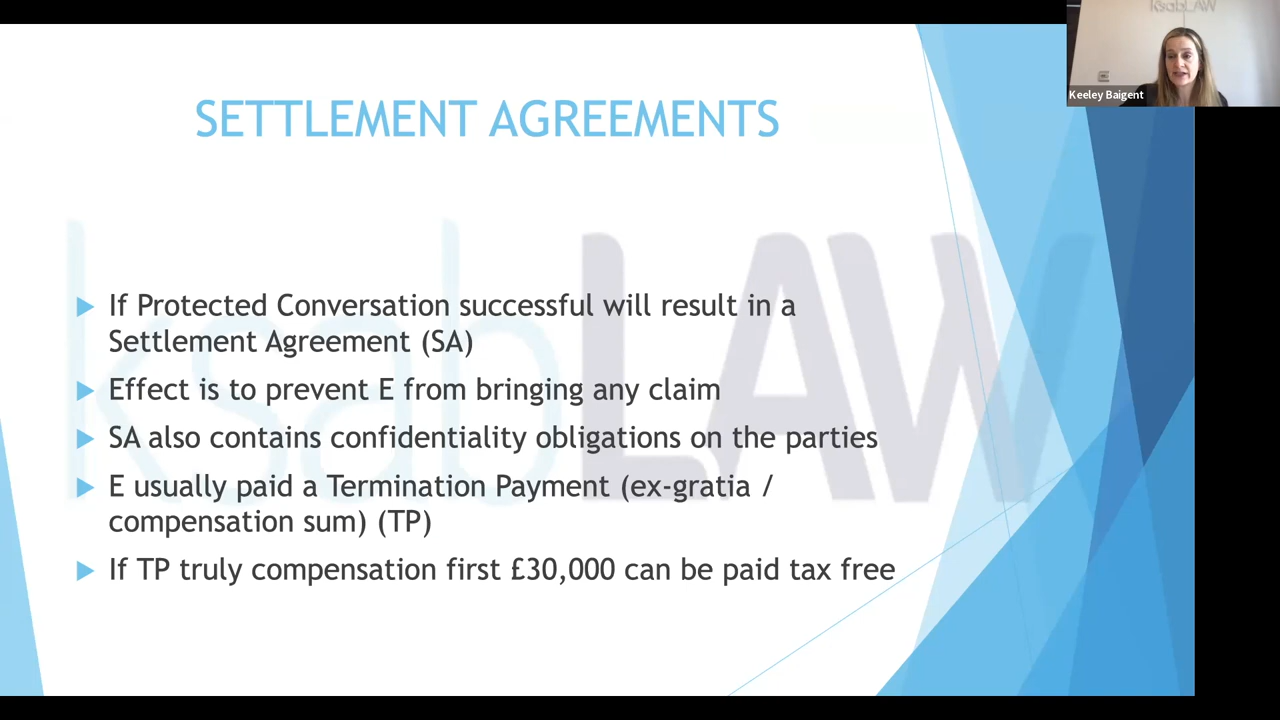 ksabLAW
Keeley Baigent
SETTLEMENT AGREEMENTS
ksabLAW
If Protected Conversation successful will result in a
Settlement Agreement (SA)
Effect is to prevent E from bringing any claim
SA also contains confidentiality obligations on the parties
E usually paid a Termination Payment (ex-gratia /
compensation sum) (TP)
If TP truly compensation first £30,000 can be paid tax free